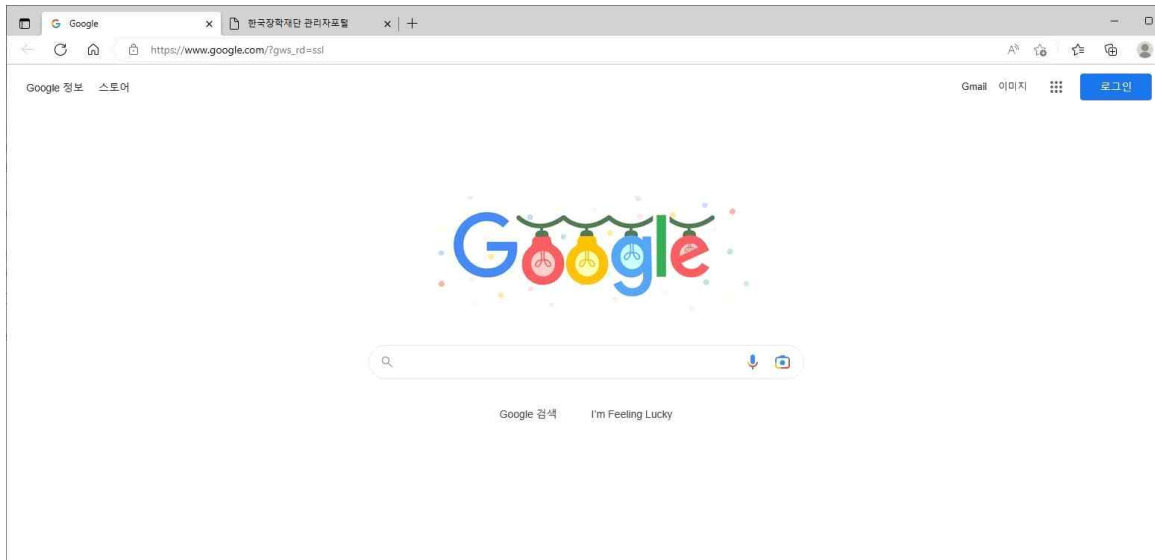 Google
한국장학재단 관리자포털
https://www.google.com/?gws_rd=ssl
Google 정보 스토어
Gmail 이미지 로그인
Google
Google 검색 I'm Feeling Lucky